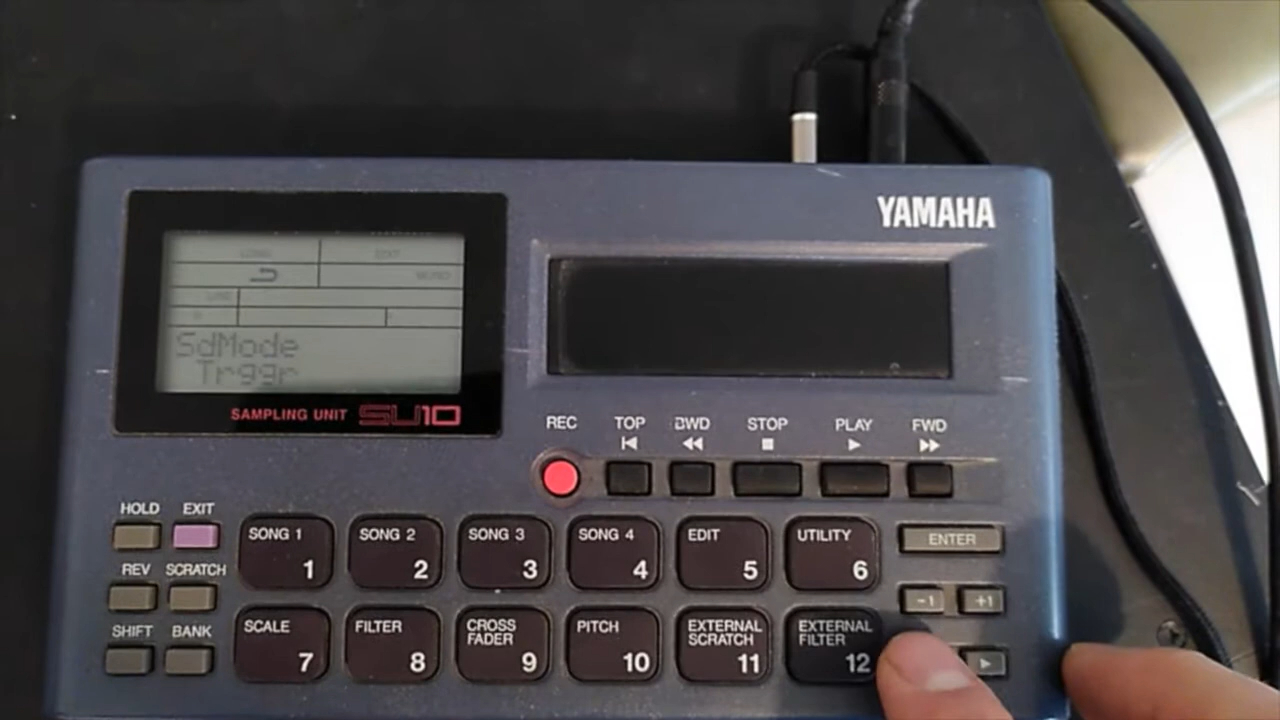 YAMAHA
SdMode
Trggr
SAMPLING UNIT SU10
REC TOP BWD STOP PLAY FWD
HOLD EXIT
SONG 1 1
SONG 2 2
SONG 3 3
SONG 4 4
EDIT 5
UTILITY 6
ENTER
REV SCRATCH
-1 +1
SHIFT BANK
SCALE 7
FILTER 8
CROSS
FADER 9
PITCH 10
EXTERNAL
SCRATCH 11
EXTERNAL
FILTER 12